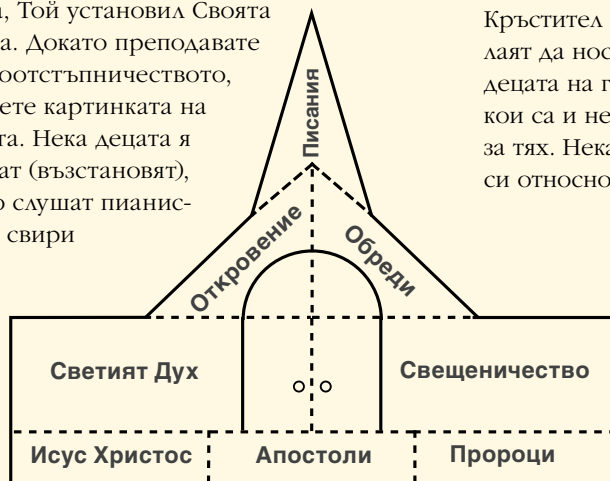 а, Той установил Своята
а. Докато преподавате
оотстъпничеството,
ете картинката на
та. Нека децата я
ат (възстановят),
о слушат пианис-
свири
Кръстител
лаят да нос
децата на г
кои са и не
за тях. Нека
си относно
Писания
Откровение
Обреди
Светият Дух
Свещеничество
Исус Христос
Апостоли
Пророци